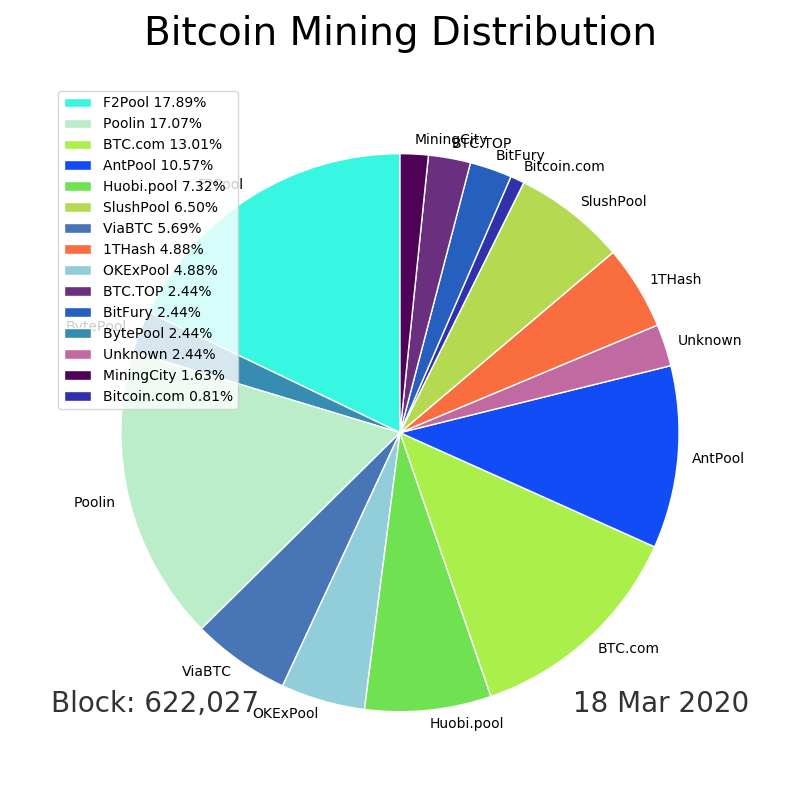 Bitcoin Mining Distribution
F2Pool 17.89%
Poolin 17.07%
BTC.com 13.01%
AntPool 10.57%
Huobi.pool 7.32%
SlushPool 6.50%
ViaBTC 5.69%
1THash 4.88%
OKExPool 4.88%
BTC.TOP 2.44%
BitFury 2.44%
BytePool 2.44%
Unknown 2.44%
MiningCity 1.63%
Bitcoin.com 0.81%
MiningCity
BTC.TOP
BitFury
Bitcoin.com
SlushPool
1THash
Unknown
AntPool
BTC.com
Huobi.pool
OKExPool
ViaBTC
Poolin
BytePool
F2Pool
Block: 622,027
18 Mar 2020